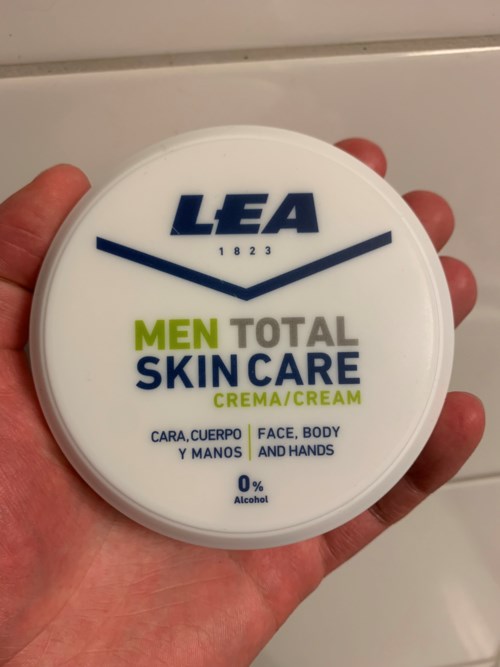 LEA
1823
MEN TOTAL
SKIN CARE
CREMA/CREAM
CARA, CUERPO
Y MANOS
FACE, BODY
AND HANDS
0%
Alcohol